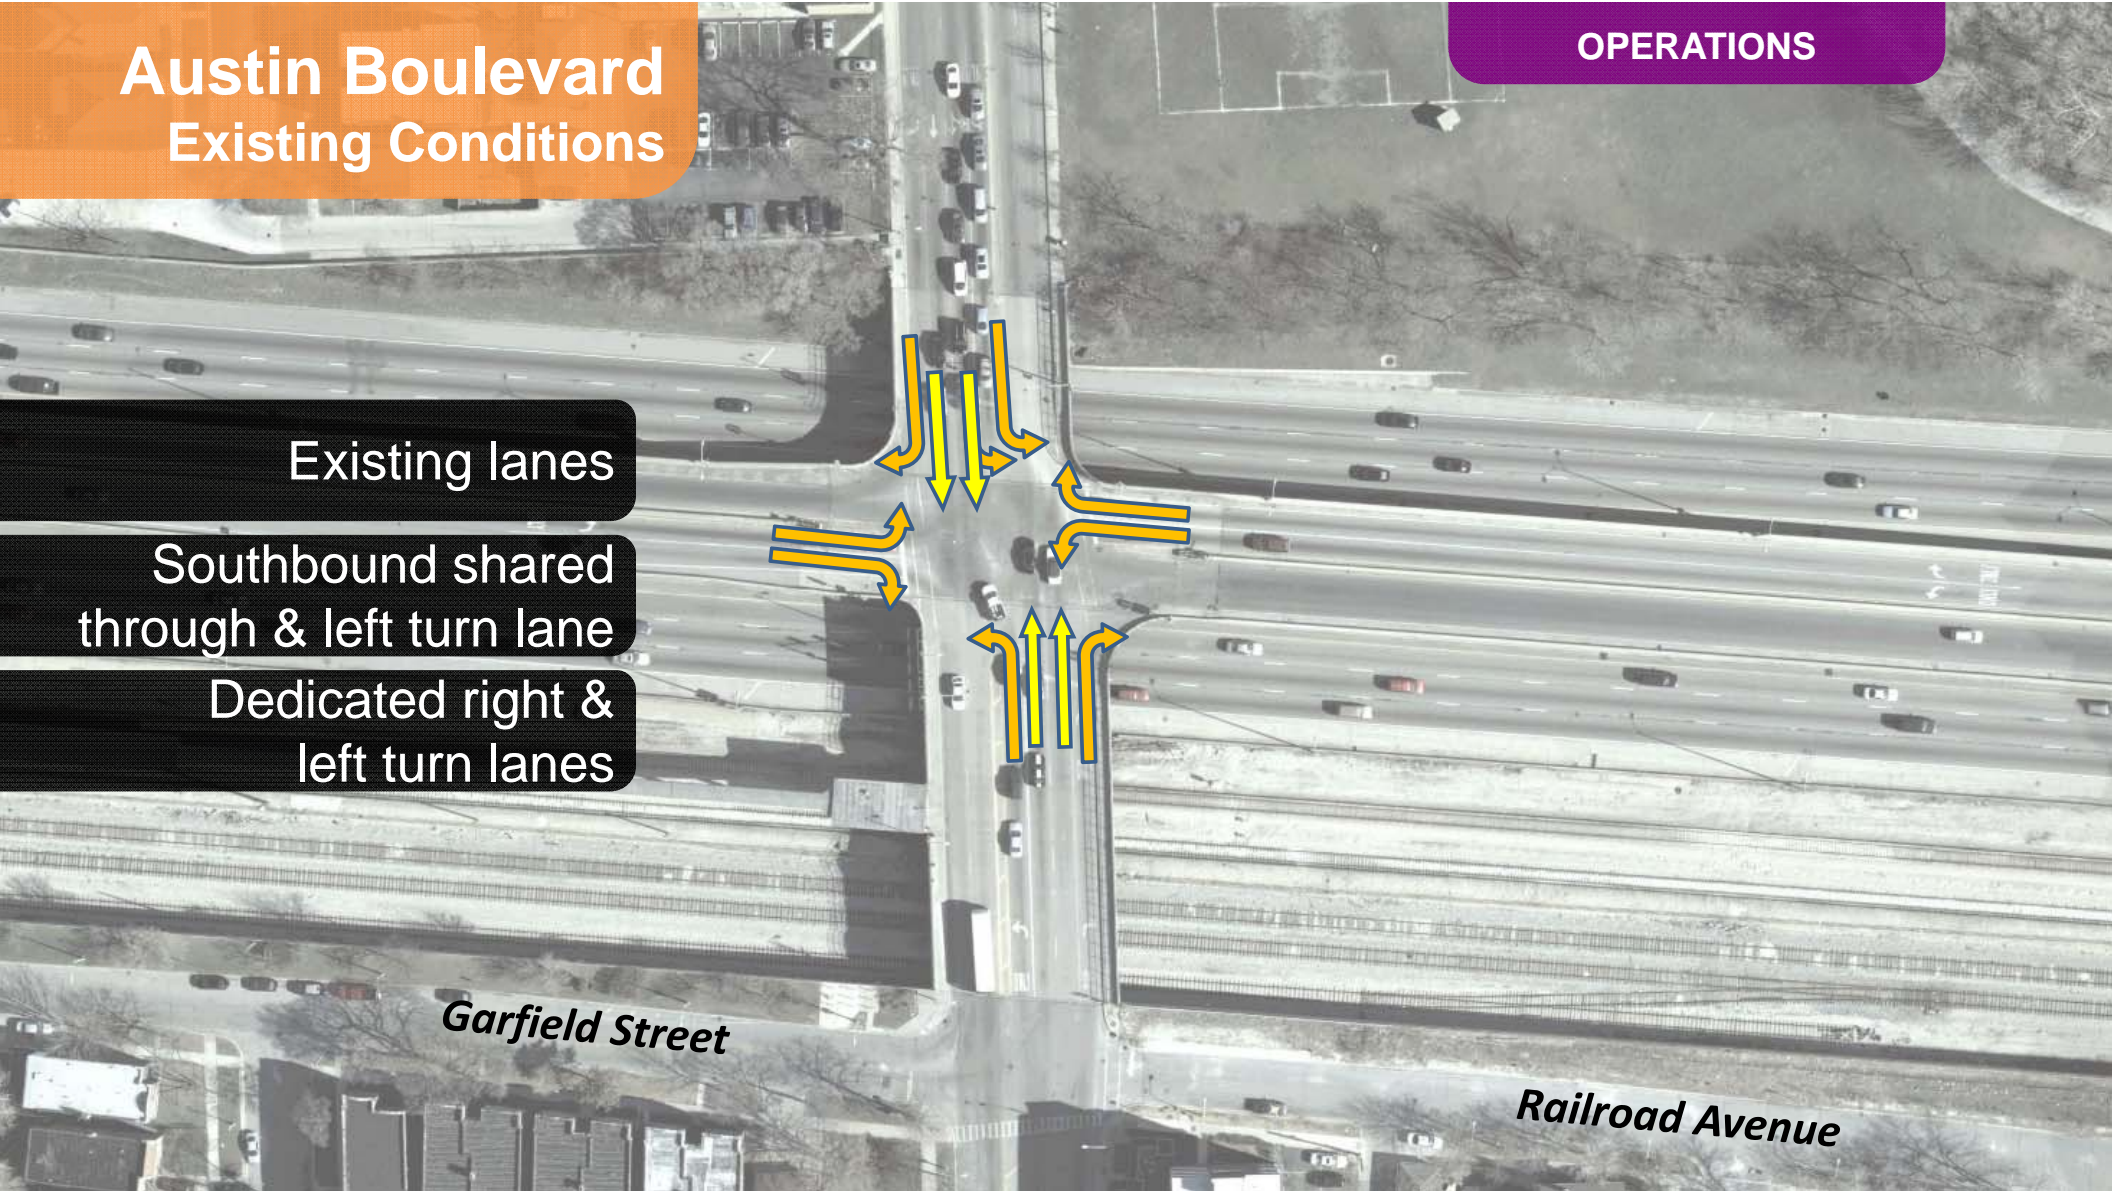 Austin Boulevard
Existing Conditions
OPERATIONS
Existing lanes
Southbound shared
through & left turn lane
Dedicated right &
left turn lanes
Garfield Street
Railroad Avenue